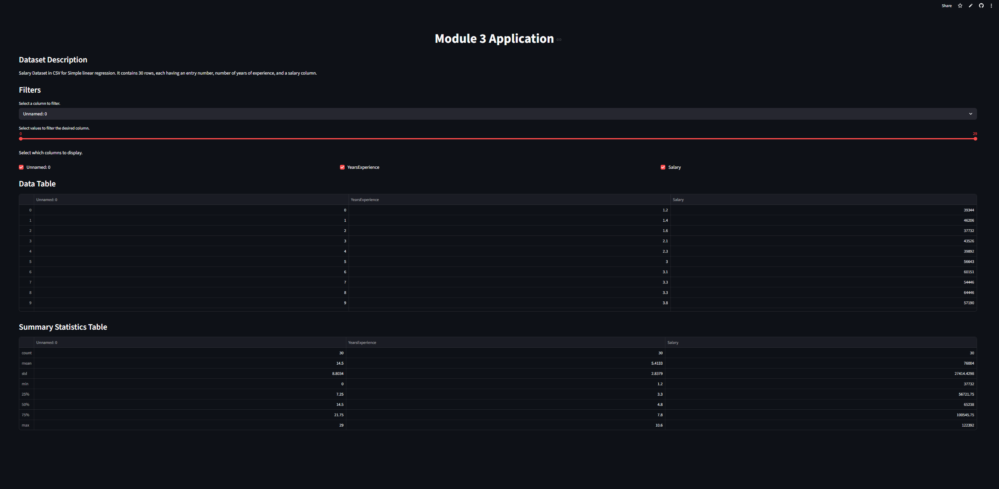 Share
Module 3 Application
Dataset Description
Salary Dataset in CSV for Simple linear regression. It contains 30 rows, each having an entry number, number of years of experience, and a salary column.
Filters
Select a column to filter.
Unnamed: 0
Select values to filter the desired column.
0 29
Select which columns to display.
Unnamed: 0 YearsExperience Salary
Data Table
Unnamed: 0 YearsExperience Salary
0 0 1.2 39344
1 1 1.4 46206
2 2 1.6 37732
3 3 2.1 43526
4 4 2.3 39892
5 5 3 56643
6 6 3.1 60151
7 7 3.3 54446
8 8 3.3 64446
9 9 3.8 57190
Summary Statistics Table
Unnamed: 0 YearsExperience Salary
count 30 30 30
mean 14.5 5.4133 76004
std 8.8034 2.8379 27414.4298
min 0 1.2 37732
25% 7.25 3.3 56721.75
50% 14.5 4.8 65238
75% 21.75 7.8 100545.75
max 29 10.6 122392